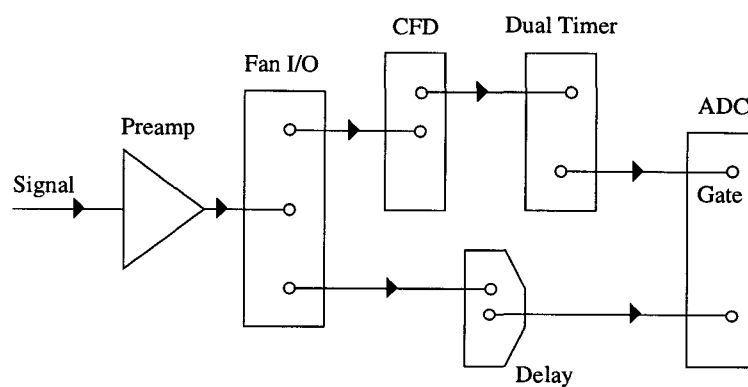 CFD
Dual Timer
Fan I/O
ADC
Preamp
Signal
Gate
Delay